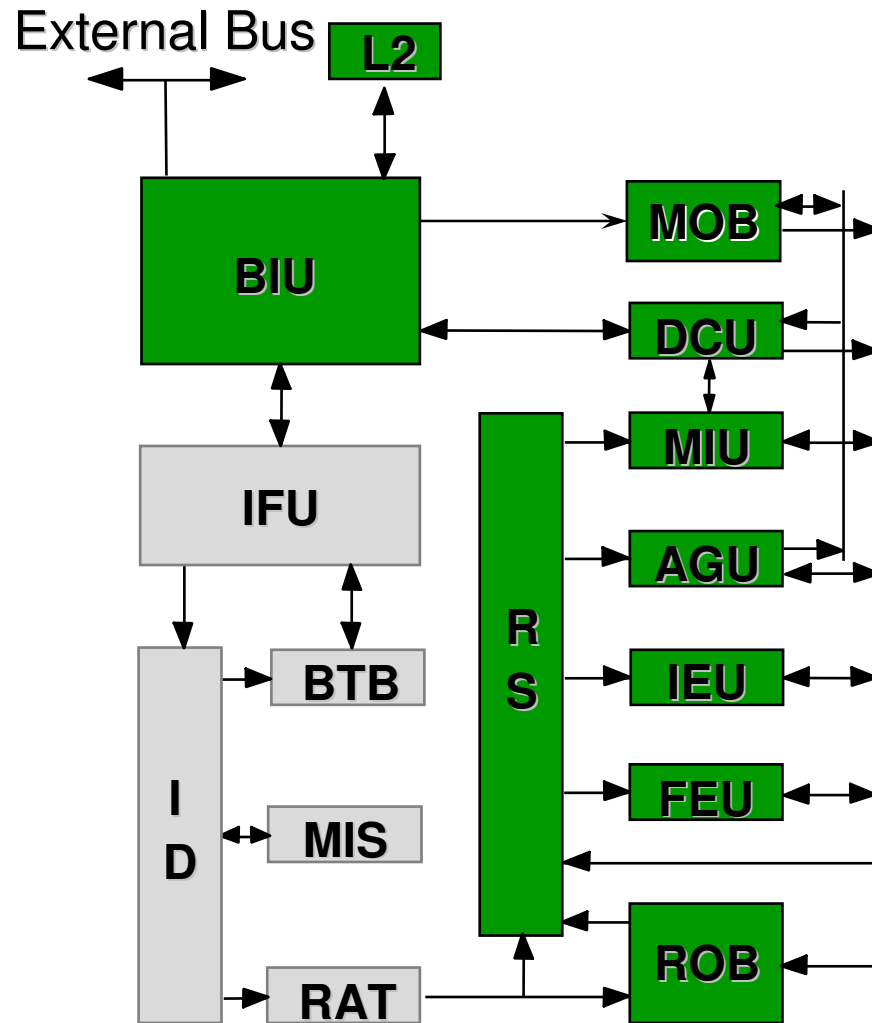 External Bus
L2
BIU
MOB
DCU
MIU
IFU
AGU
R
S
BTB
IEU
I
D
FEU
MIS
ROB
RAT